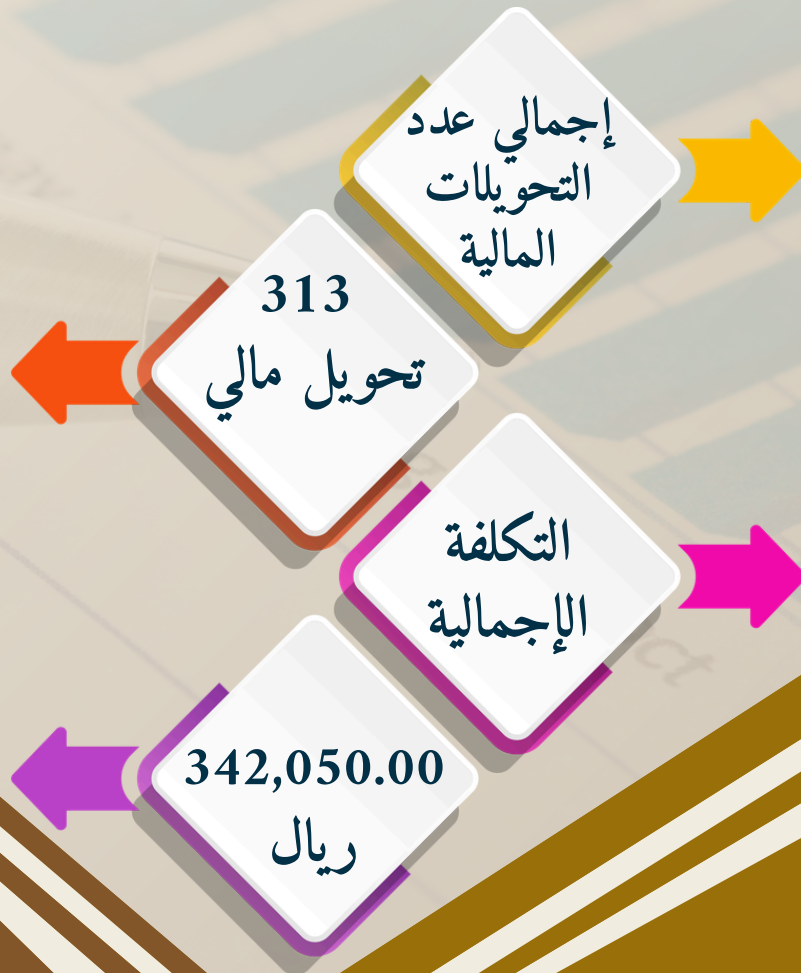 إجمالي عدد
التحويلات
المالية
313
تحويل مالي
التكلفة
الإجمالية
342,050.00
ريال